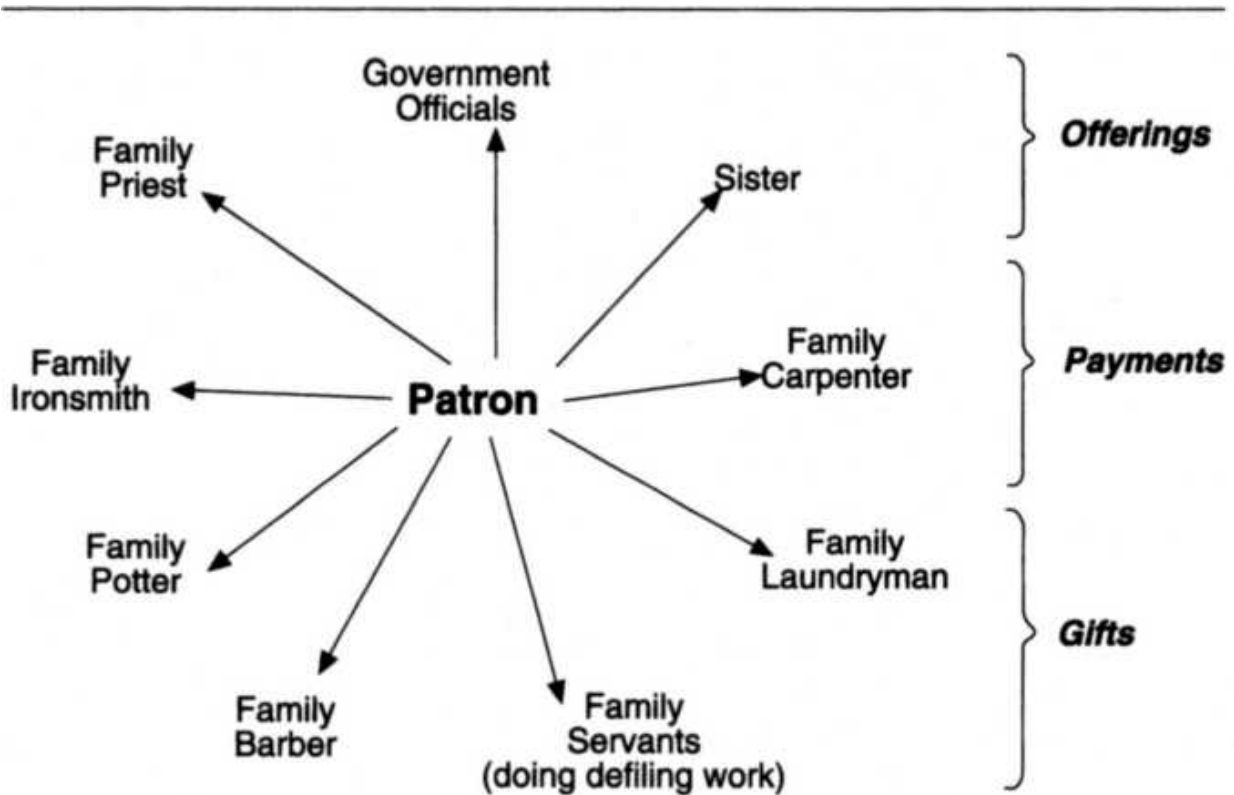 Government
Officials
Offerings
Family
Priest
Sister
Family
Ironsmith
Patron
Family
Carpenter
Payments
Family
Potter
Family
Laundryman
Gifts
Family
Barber
Family
Servants
(doing defiling work)